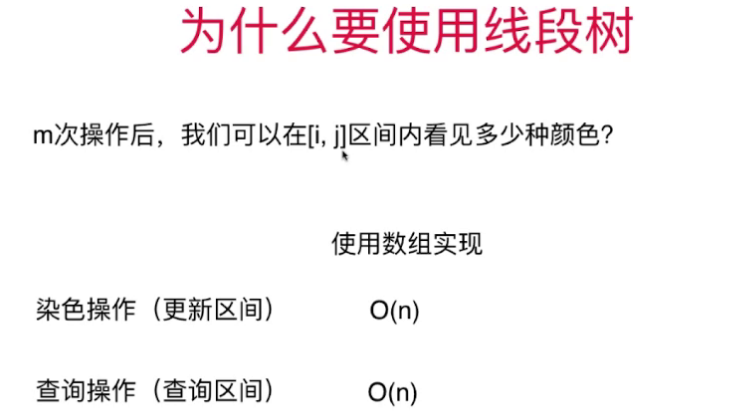 为什么要使用线段树
m次操作后，我们可以在[i, j]区间内看见多少种颜色？
使用数组实现
染色操作（更新区间） O(n)
查询操作（查询区间） O(n)